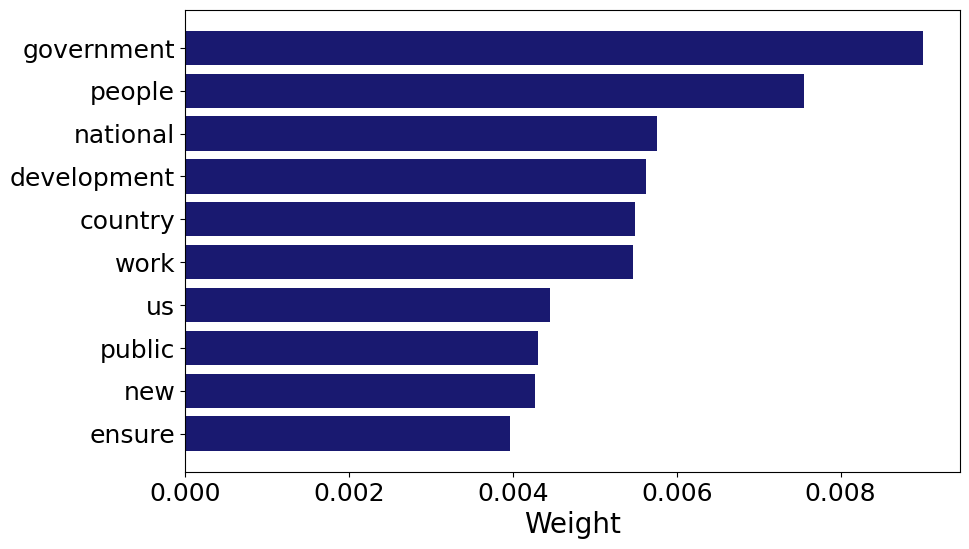 government
people
national
development
country
work
us
public
new
ensure
0.000 0.002 0.004 0.006 0.008
Weight